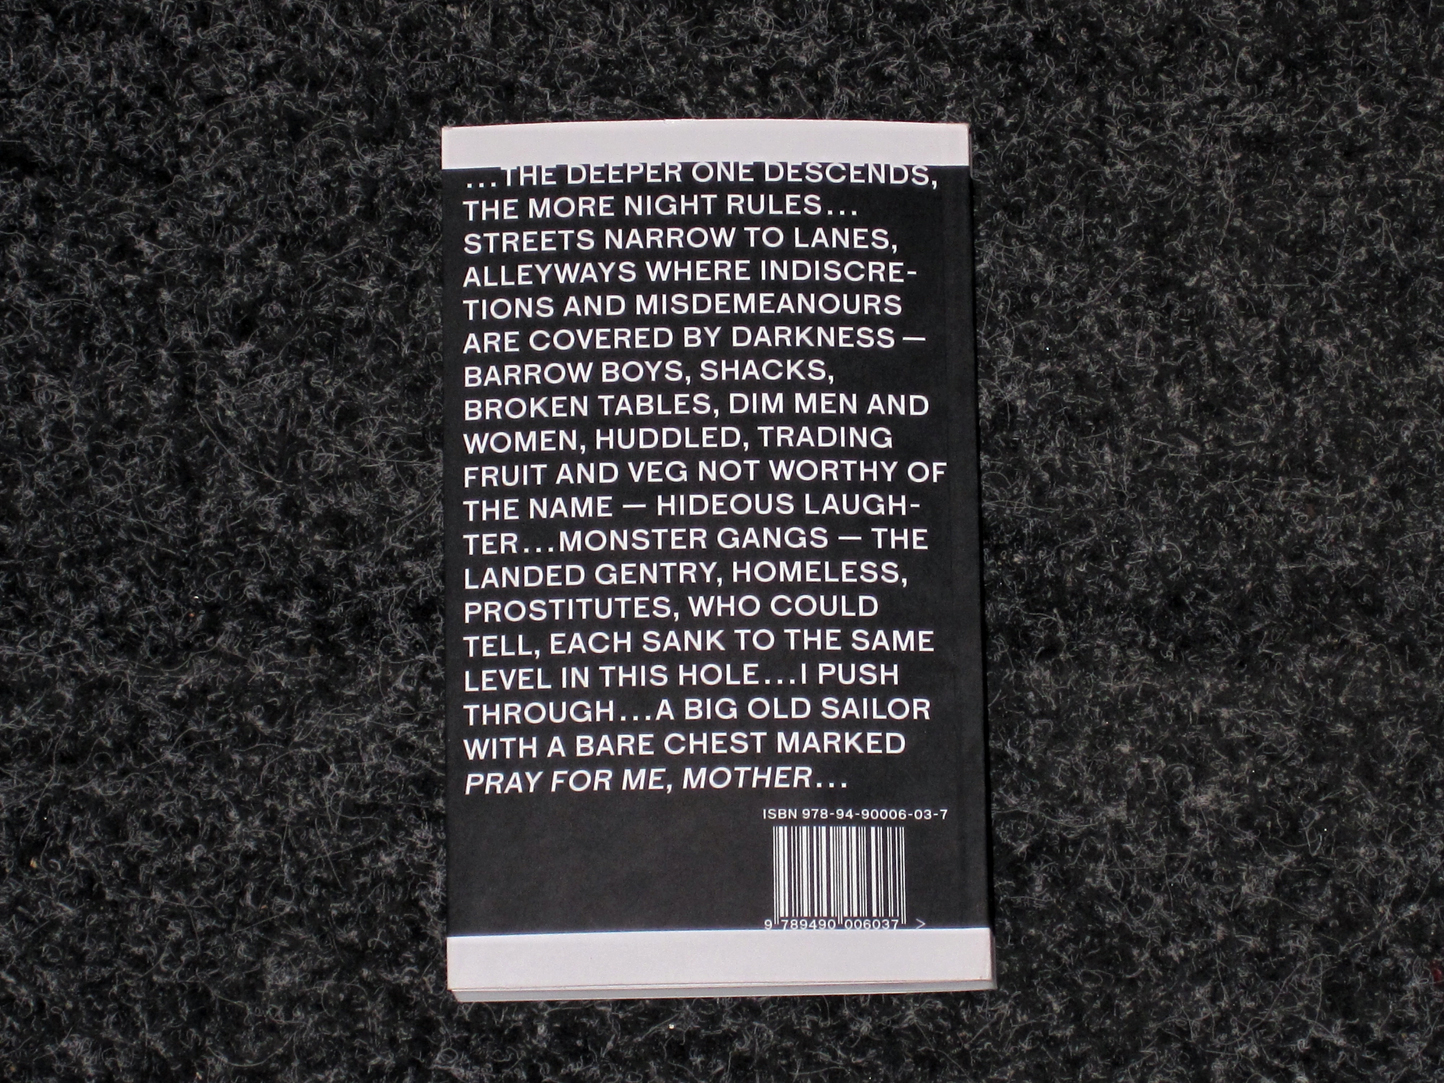 ...THE DEEPER ONE DESCENDS,
THE MORE NIGHT RULES...
STREETS NARROW TO LANES,
ALLEYWAYS WHERE INDISCRE-
TIONS AND MISDEMEANOURS
ARE COVERED BY DARKNESS —
BARROW BOYS, SHACKS,
BROKEN TABLES, DIM MEN AND
WOMEN, HUDDLED, TRADING
FRUIT AND VEG NOT WORTHY OF
THE NAME — HIDEOUS LAUGH-
TER...MONSTER GANGS — THE
LANDED GENTRY, HOMELESS,
PROSTITUTES, WHO COULD
TELL, EACH SANK TO THE SAME
LEVEL IN THIS HOLE...I PUSH
THROUGH...A BIG OLD SAILOR
WITH A BARE CHEST MARKED
PRAY FOR ME, MOTHER...
ISBN 978-94-90006-03-7
9 789490 006037 >